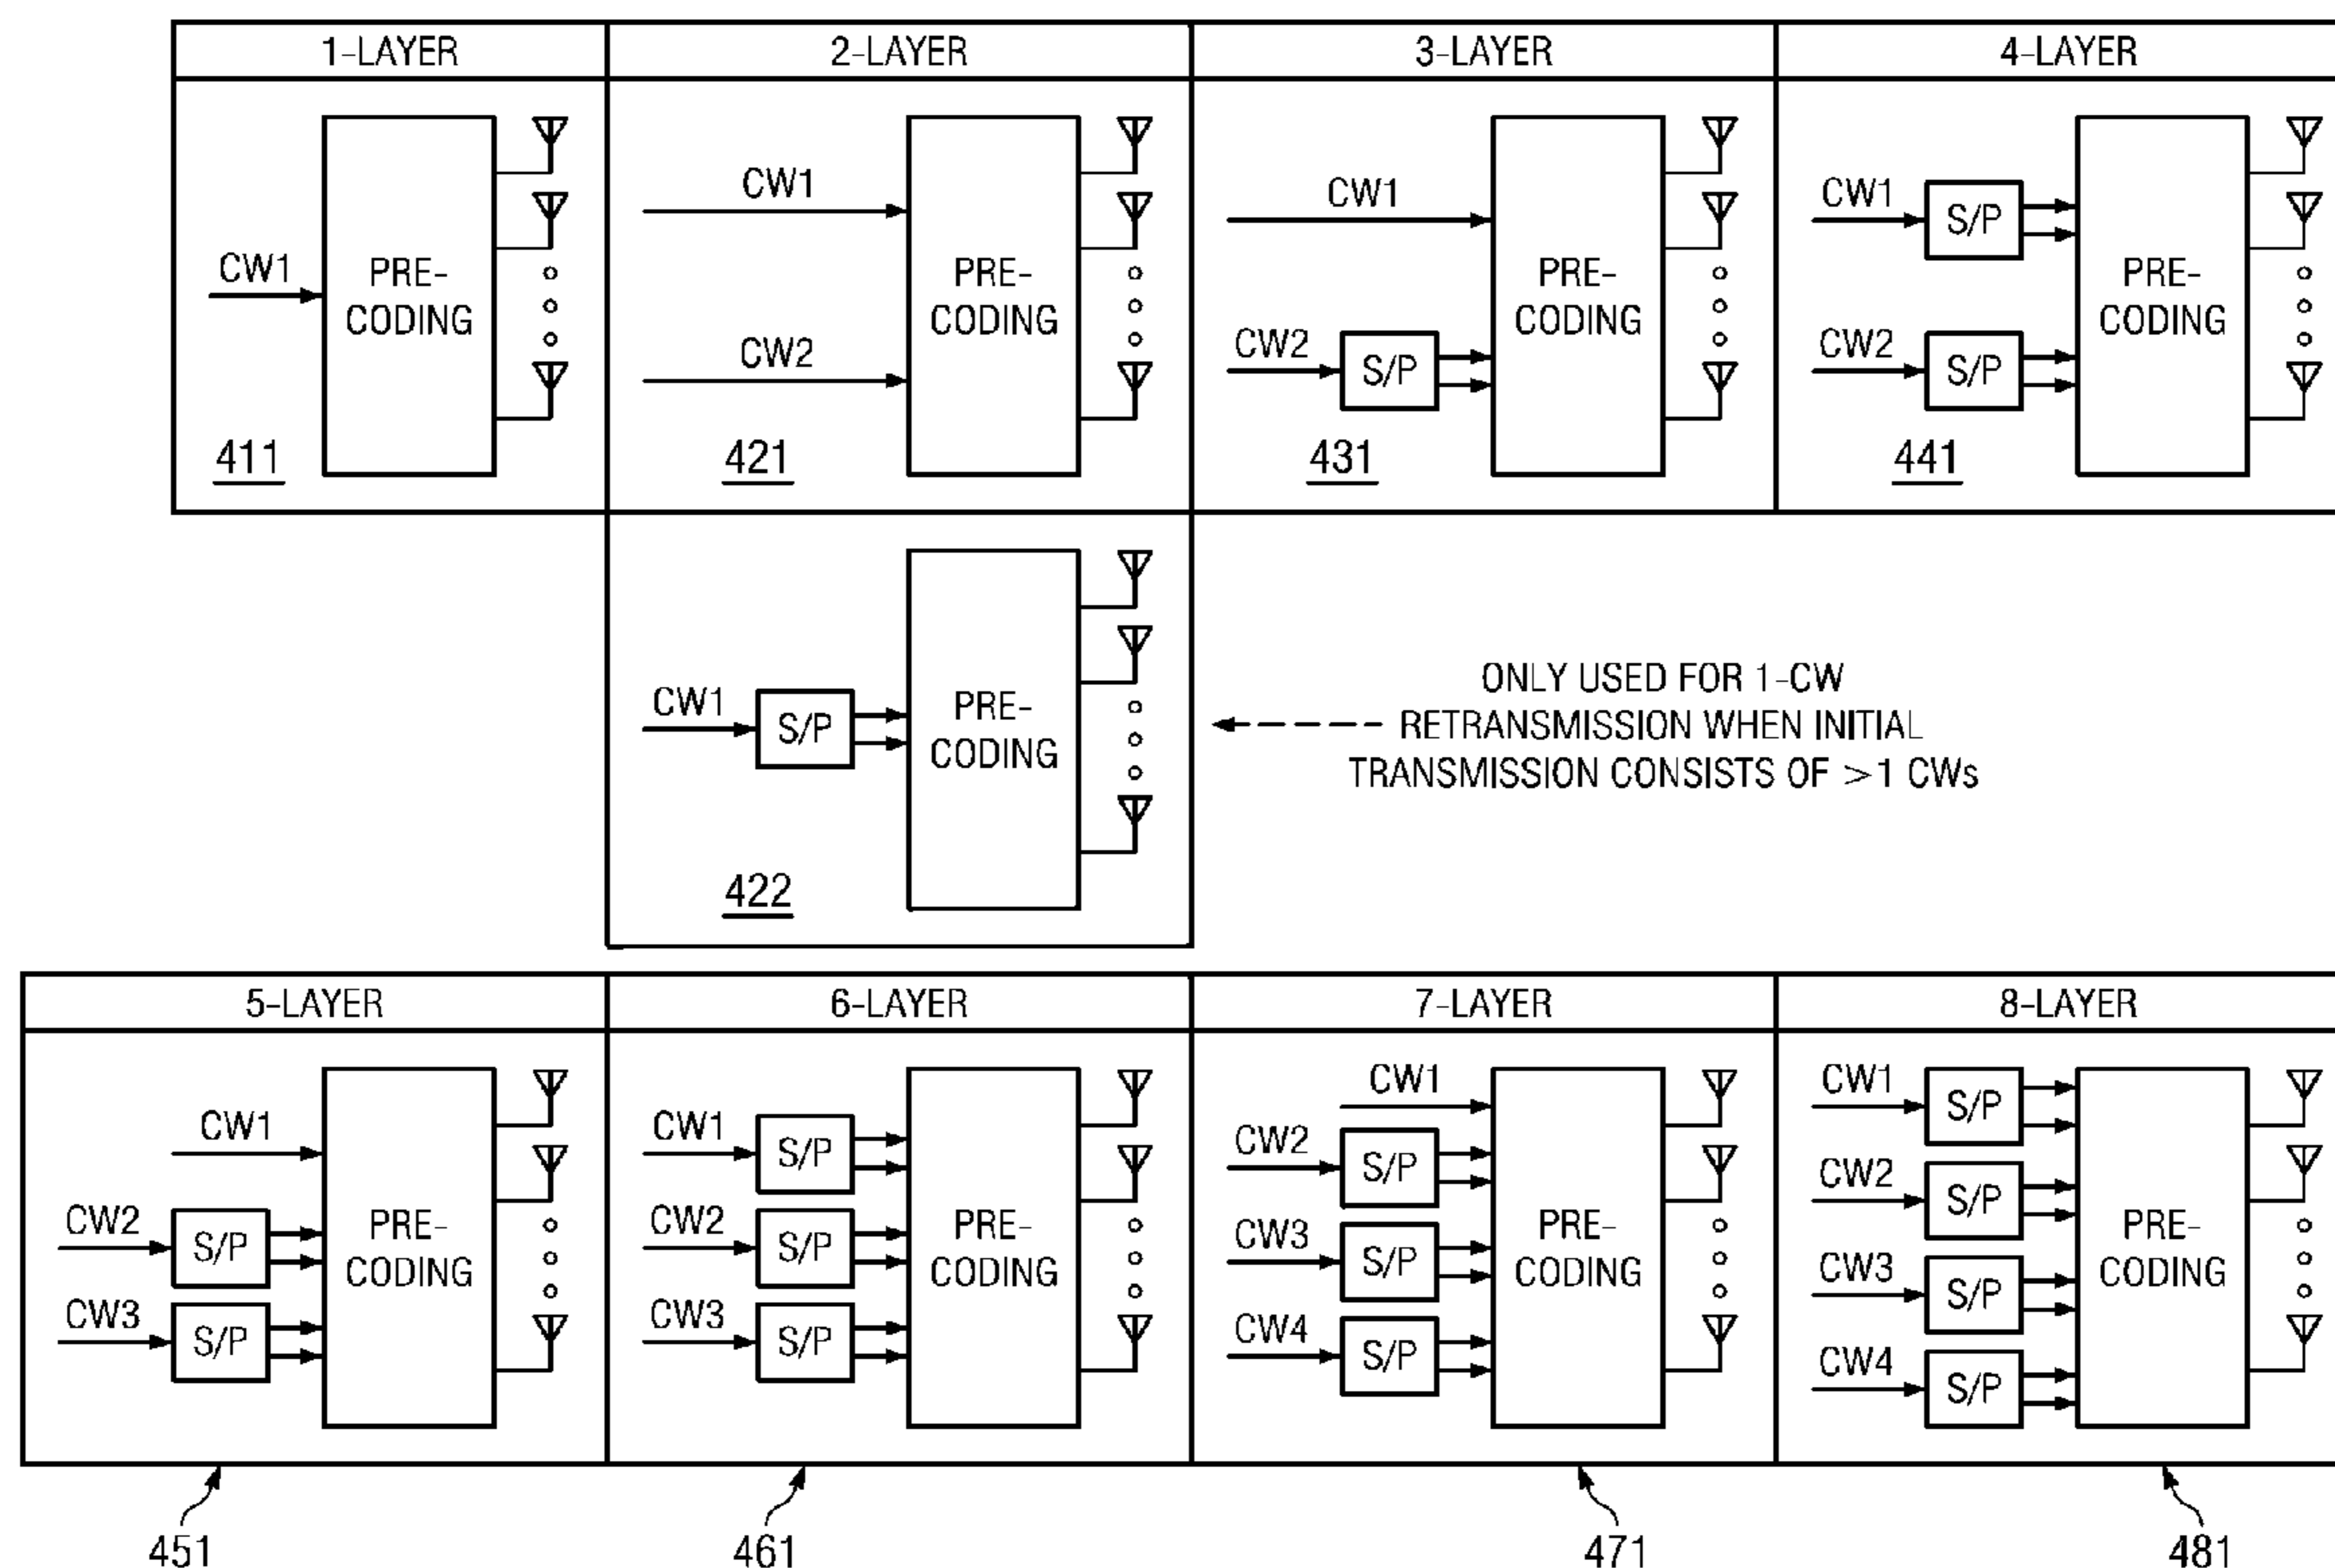 1-LAYER
2-LAYER
3-LAYER
4-LAYER
CW1
PRE-
CODING
411
CW1
CW2
PRE-
CODING
421
CW1
CW2
S/P
PRE-
CODING
431
CW1
S/P
CW2
S/P
PRE-
CODING
441
CW1
S/P
PRE-
CODING
422
ONLY USED FOR 1-CW
RETRANSMISSION WHEN INITIAL
TRANSMISSION CONSISTS OF >1 CWs
5-LAYER
6-LAYER
7-LAYER
8-LAYER
CW1
CW2
S/P
CW3
S/P
PRE-
CODING
CW1
S/P
CW2
S/P
CW3
S/P
PRE-
CODING
CW1
CW2
S/P
CW3
S/P
CW4
S/P
PRE-
CODING
CW1
S/P
CW2
S/P
CW3
S/P
CW4
S/P
PRE-
CODING
451
461
471
481